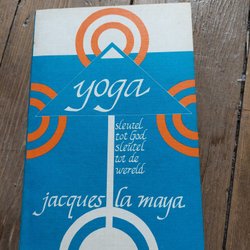 yoga
sleutel
tot God
sleutel
tot de
wereld
jacques la maya